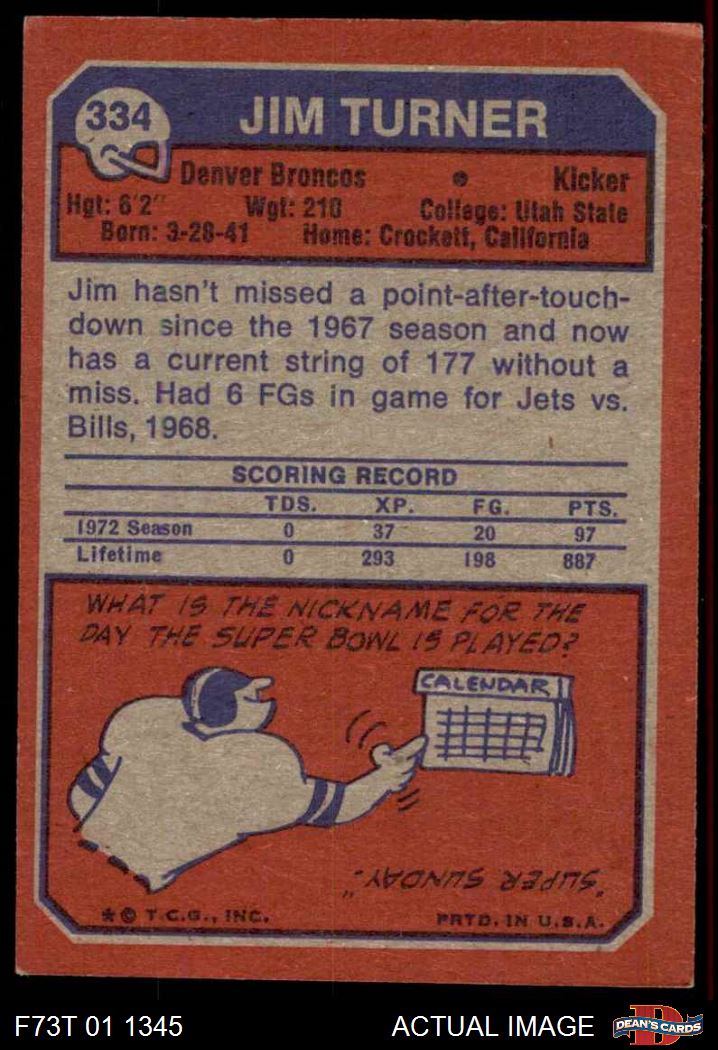 334
JIM TURNER
Denver Broncos • Kicker
Hgt: 6'2" Wgt: 210 College: Utah State
Born: 3-28-41 Home: Crockett, California
Jim hasn't missed a point-after-touch-
down since the 1967 season and now
has a current string of 177 without a
miss. Had 6 FGs in game for Jets vs.
Bills, 1968.
SCORING RECORD
TDS. XP. FG. PTS.
1972 Season 0 37 20 97
Lifetime 0 293 198 887
WHAT IS THE NICKNAME FOR THE
DAY THE SUPER BOWL IS PLAYED?
CALENDAR
"SUPER SUNDAY."
* © T.C.G., INC. PRTD. IN U.S.A.
F73T 01 1345 ACTUAL IMAGE D DEAN'S CARDS